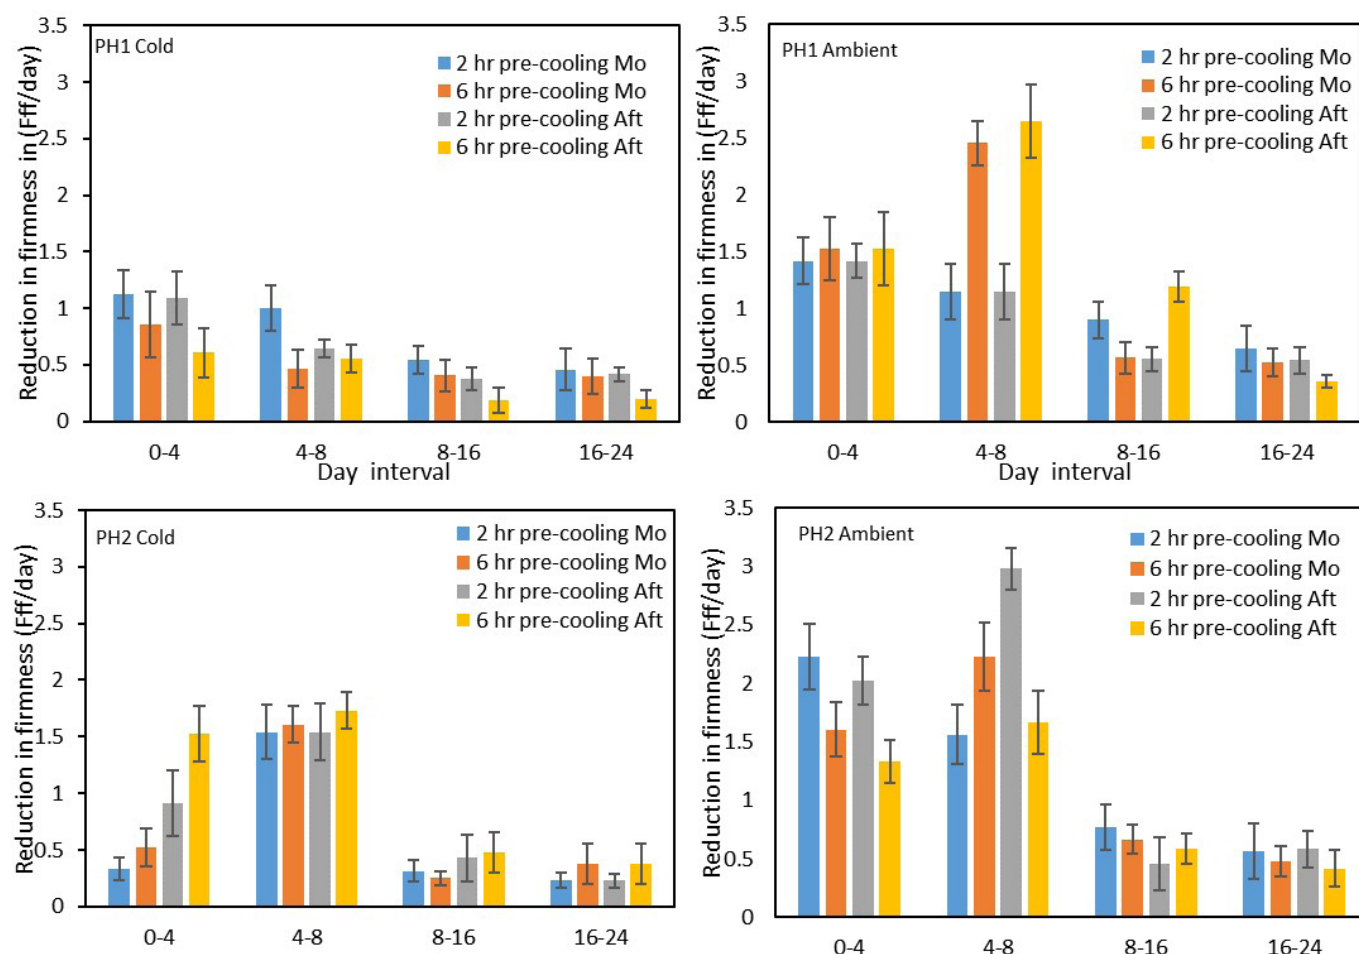 PH1 Cold
Reduction in firmness in (Fff/day)
3.5
3
2.5
2
1.5
1
0.5
0
2 hr pre-cooling Mo
6 hr pre-cooling Mo
2 hr pre-cooling Aft
6 hr pre-cooling Aft
0-4 4-8 8-16 16-24
Day interval
PH1 Ambient
Reduction in firmness in (Fff/day)
3.5
3
2.5
2
1.5
1
0.5
0
2 hr pre-cooling Mo
6 hr pre-cooling Mo
2 hr pre-cooling Aft
6 hr pre-cooling Aft
0-4 4-8 8-16 16-24
Day interval
PH2 Cold
Reduction in firmness (Fff/day)
3.5
3
2.5
2
1.5
1
0.5
0
2 hr pre-cooling Mo
6 hr pre-cooling Mo
2 hr pre-cooling Aft
6 hr pre-cooling Aft
0-4 4-8 8-16 16-24
PH2 Ambient
Reduction in firmness (Fff/day)
3.5
3
2.5
2
1.5
1
0.5
0
2 hr pre-cooling Mo
6 hr pre-cooling Mo
2 hr pre-cooling Aft
6 hr pre-cooling Aft
0-4 4-8 8-16 16-24